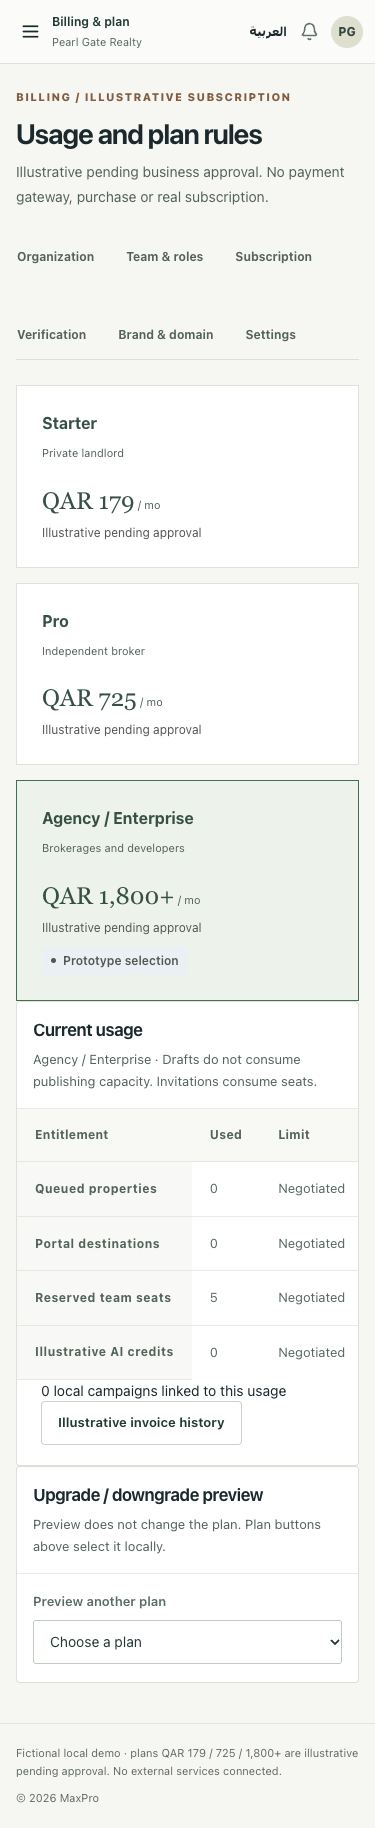 Billing & plan
Pearl Gate Realty
العربية
PG
BILLING / ILLUSTRATIVE SUBSCRIPTION
Usage and plan rules
Illustrative pending business approval. No payment
gateway, purchase or real subscription.
Organization Team & roles Subscription
Verification Brand & domain Settings
Starter
Private landlord
QAR 179 / mo
Illustrative pending approval
Pro
Independent broker
QAR 725 / mo
Illustrative pending approval
Agency / Enterprise
Brokerages and developers
QAR 1,800+ / mo
Illustrative pending approval
Prototype selection
Current usage
Agency / Enterprise · Drafts do not consume
publishing capacity. Invitations consume seats.
Entitlement Used Limit
Queued properties 0 Negotiated
Portal destinations 0 Negotiated
Reserved team seats 5 Negotiated
Illustrative AI credits 0 Negotiated
0 local campaigns linked to this usage
Illustrative invoice history
Upgrade / downgrade preview
Preview does not change the plan. Plan buttons
above select it locally.
Preview another plan
Choose a plan
Fictional local demo · plans QAR 179 / 725 / 1,800+ are illustrative
pending approval. No external services connected.
© 2026 MaxPro